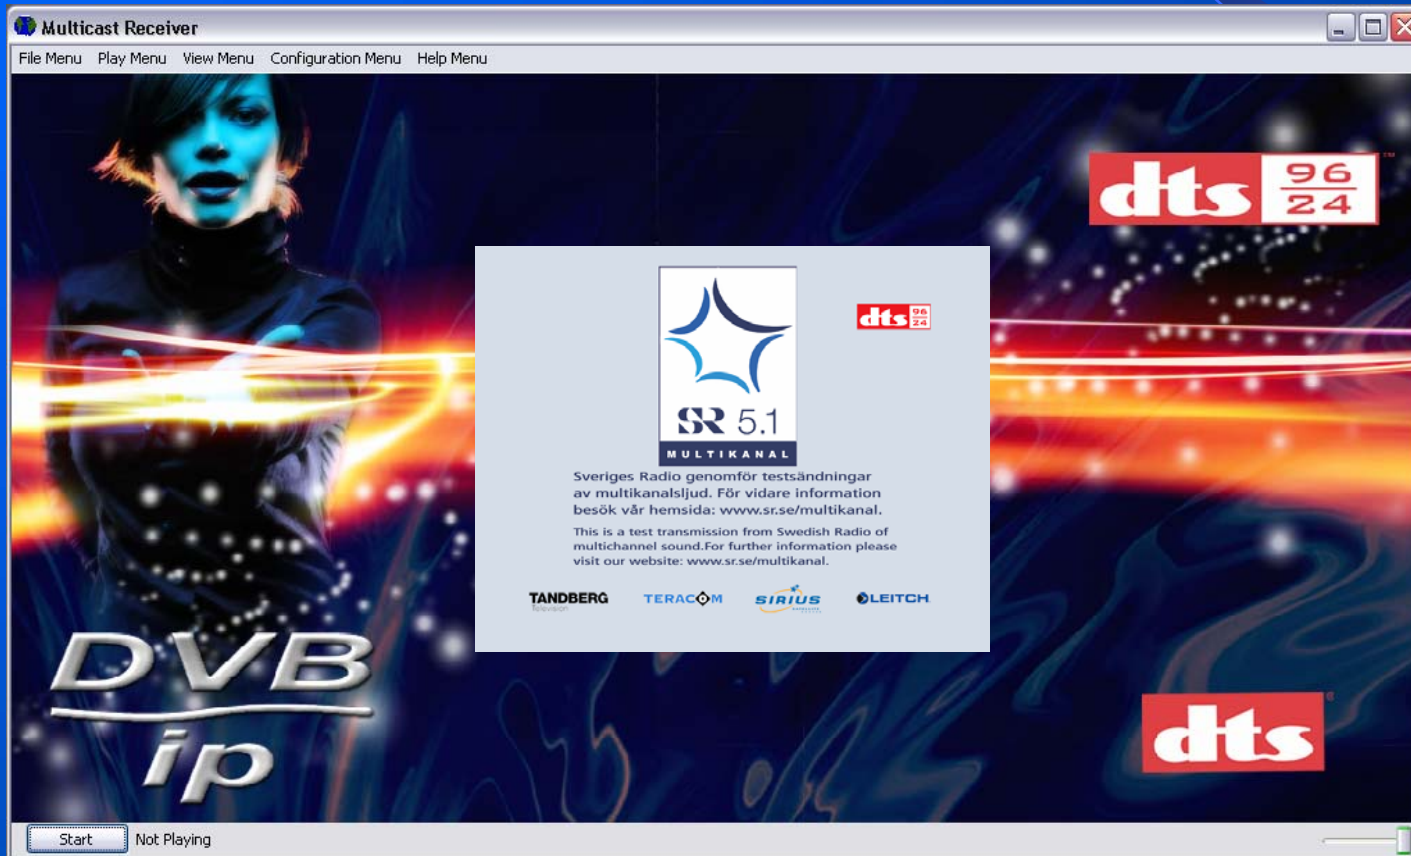 Multicast Receiver
File Menu Play Menu View Menu Configuration Menu Help Menu
dts 96 24 ™
dts 96 24
SR 5.1
MULTIKANAL
Sveriges Radio genomför testsändningar
av multikanalsljud. För vidare information
besök vår hemsida: www.sr.se/multikanal.
This is a test transmission from Swedish Radio of
multichannel sound.For further information please
visit our website: www.sr.se/multikanal.
TANDBERG TERACOM SIRIUS LEITCH
Television
DVB
ip
dts ®
Start Not Playing